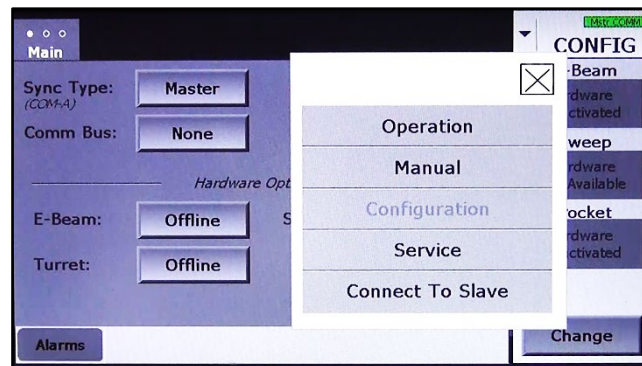 Main
Mstr COMM
CONFIG
Sync Type:
(COM-A)
Master
Comm Bus:
None
Hardware Opt
E-Beam:
Offline
S
Turret:
Offline
Alarms
Operation
Manual
Configuration
Service
Connect To Slave
-Beam
rdware
ctivated
weep
rdware
Available
ocket
rdware
ctivated
Change